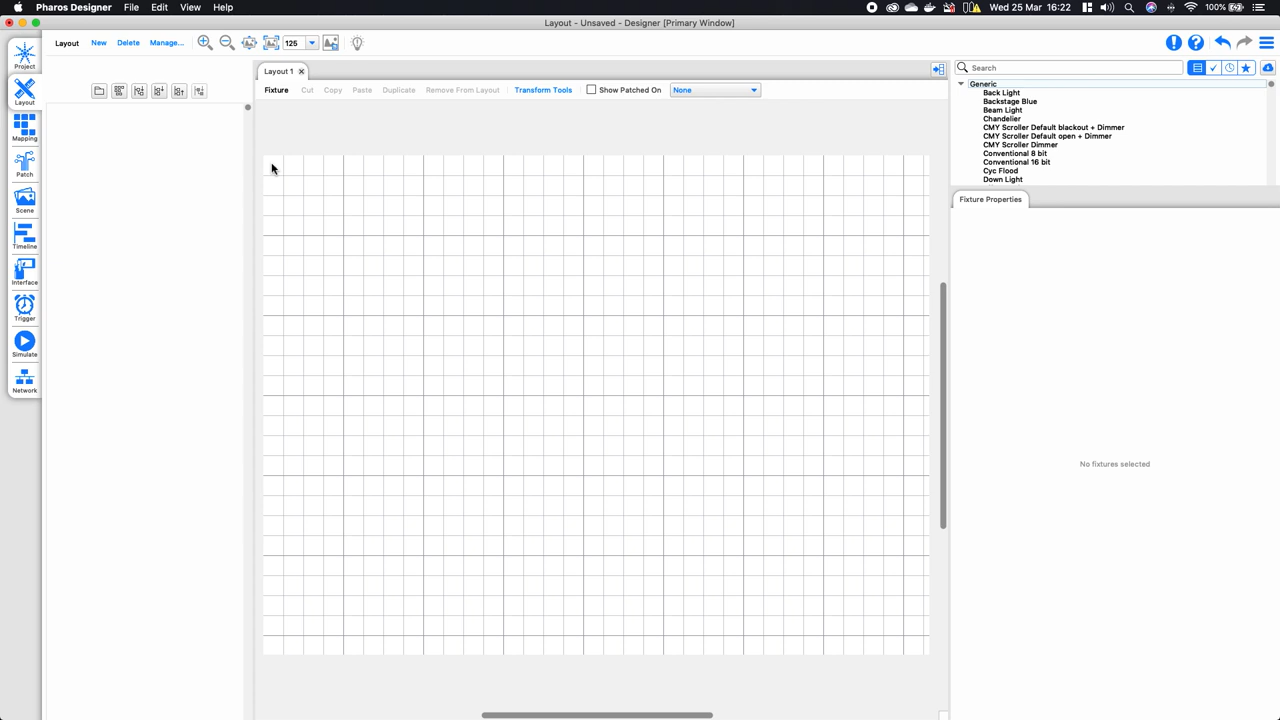 Pharos Designer File Edit View Help
100% Wed 25 Mar 16:22
Layout - Unsaved - Designer [Primary Window]
Layout New Delete Manage... 125
Project
Layout
Mapping
Patch
Scene
Timeline
Interface
Trigger
Simulate
Network
Layout 1
Fixture Cut Copy Paste Duplicate Remove From Layout Transform Tools Show Patched On None
Search
Generic
Back Light
Backstage Blue
Beam Light
Chandelier
CMY Scroller Default blackout + Dimmer
CMY Scroller Default open + Dimmer
CMY Scroller Dimmer
Conventional 8 bit
Conventional 16 bit
Cyc Flood
Down Light
Fixture Properties
No fixtures selected